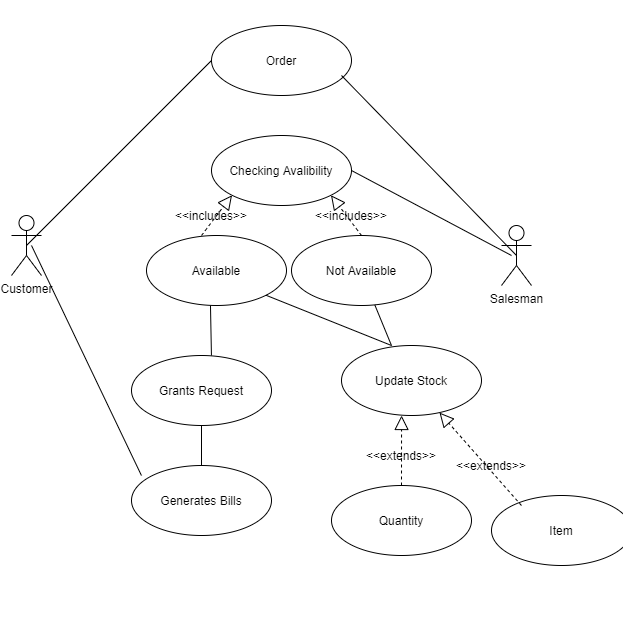 Order
Checking Avalibility
<<includes>>
<<includes>>
Customer
Available
Not Available
Salesman
Grants Request
Update Stock
<<extends>>
<<extends>>
Generates Bills
Quantity
Item